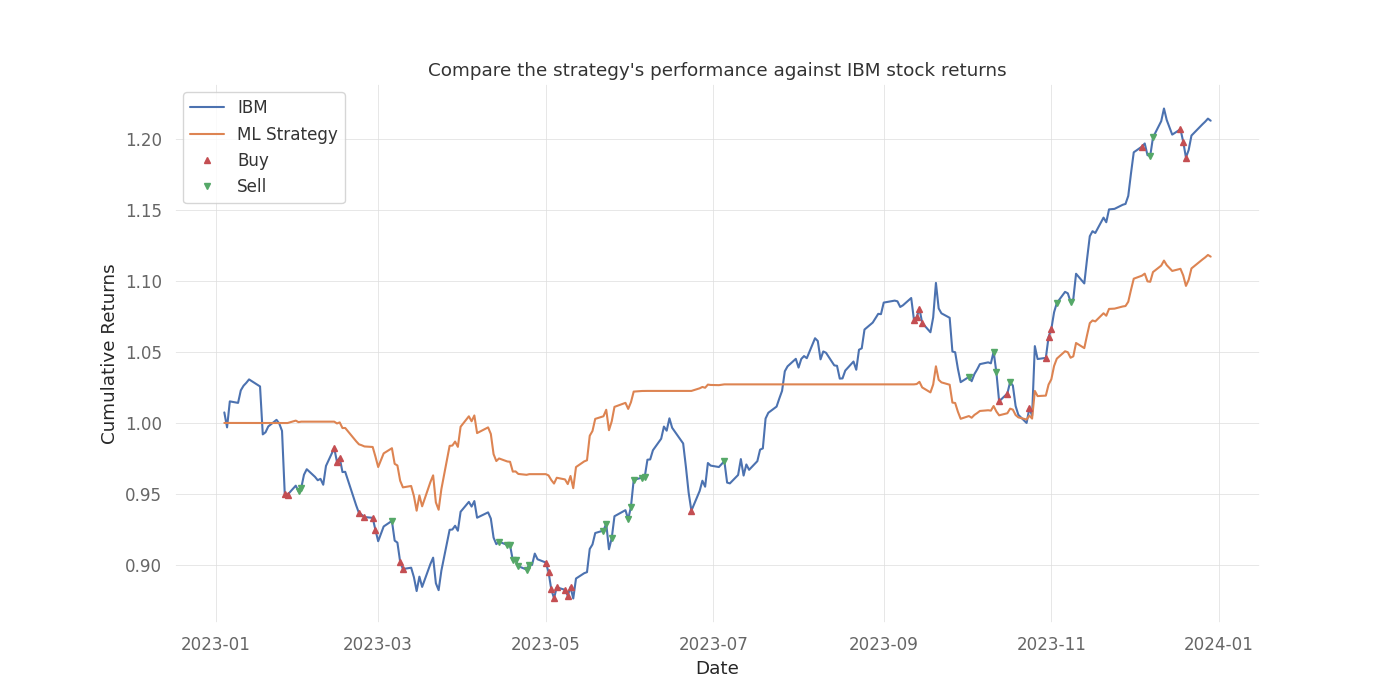 Compare the strategy's performance against IBM stock returns
IBM
ML Strategy
Buy
Sell
Cumulative Returns
1.20
1.15
1.10
1.05
1.00
0.95
0.90
2023-01
2023-03
2023-05
2023-07
2023-09
2023-11
2024-01
Date